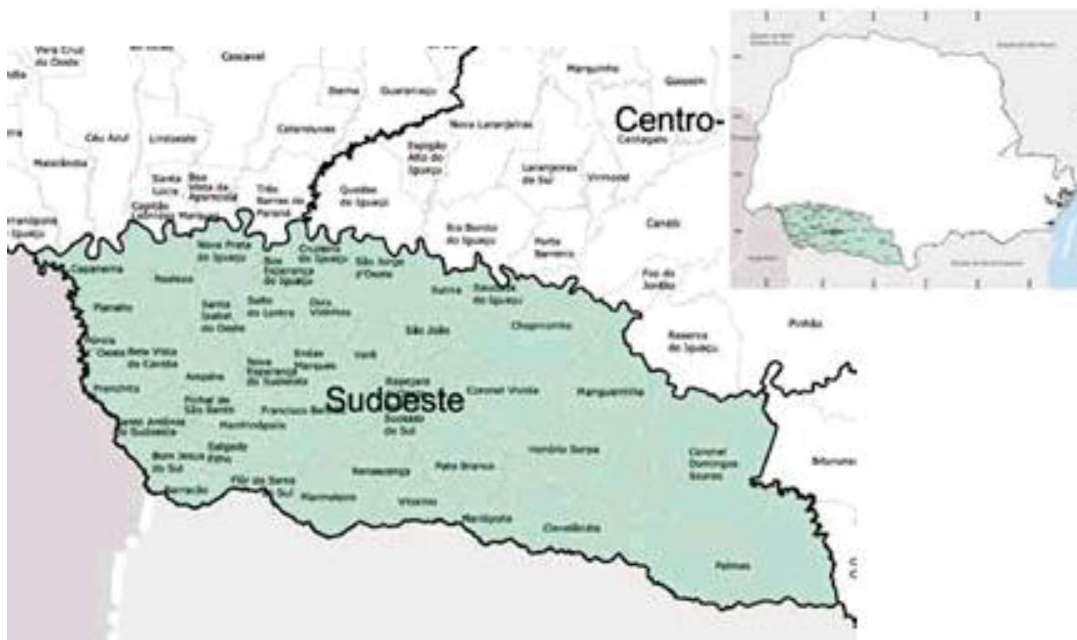 Vera Cruz
do Oeste
Cascavel
Ibema
Guaraniaçu
Marquinho
Goioxim
Céu Azul
Lindoeste
Catanduvas
Nova Laranjeiras
Centro-
Cantagalo
Matelândia
Santa
Lúcia
Boa
Vista da
Aparecida
Espigão
Alto do
Iguaçu
Laranjeiras
do Sul
Virmond
Três
Barras do
Paraná
Quedas
do Iguaçu
Capitão
Leônidas Marques
Rio Bonito
do Iguaçu
Porto
Barreiro
Candói
Foz do
Jordão
Reserva
do Iguaçu
Pinhão
Nova Prata
do Iguaçu
Cruzeiro
do Iguaçu
Boa
Esperança
do Iguaçu
São Jorge
d'Oeste
Capanema
Realeza
Planalto
Santa
Izabel
do Oeste
Salto
do Lontra
Dois
Vizinhos
Sulina
Saudade
do Iguaçu
São João
Chopinzinho
Pérola
Oeste
Bela Vista
da Caroba
Ampére
Nova
Esperança
do Sudoeste
Enéas
Marques
Verê
Pranchita
Pinhal de
São Bento
Francisco
Sudoeste
Itapejara
do Sul
Coronel Vivida
Mangueirinha
Santo Antônio
do Sudoeste
Manfrinópolis
Bom Jesus
do Sul
Salgado
Filho
Renascença
Pato Branco
Honório Serpa
Coronel
Domingos
Soares
Bituruna
Barracão
Flor da Serra
Sul
Marmeleiro
Vitorino
Mariópolis
Clevelândia
Palmas